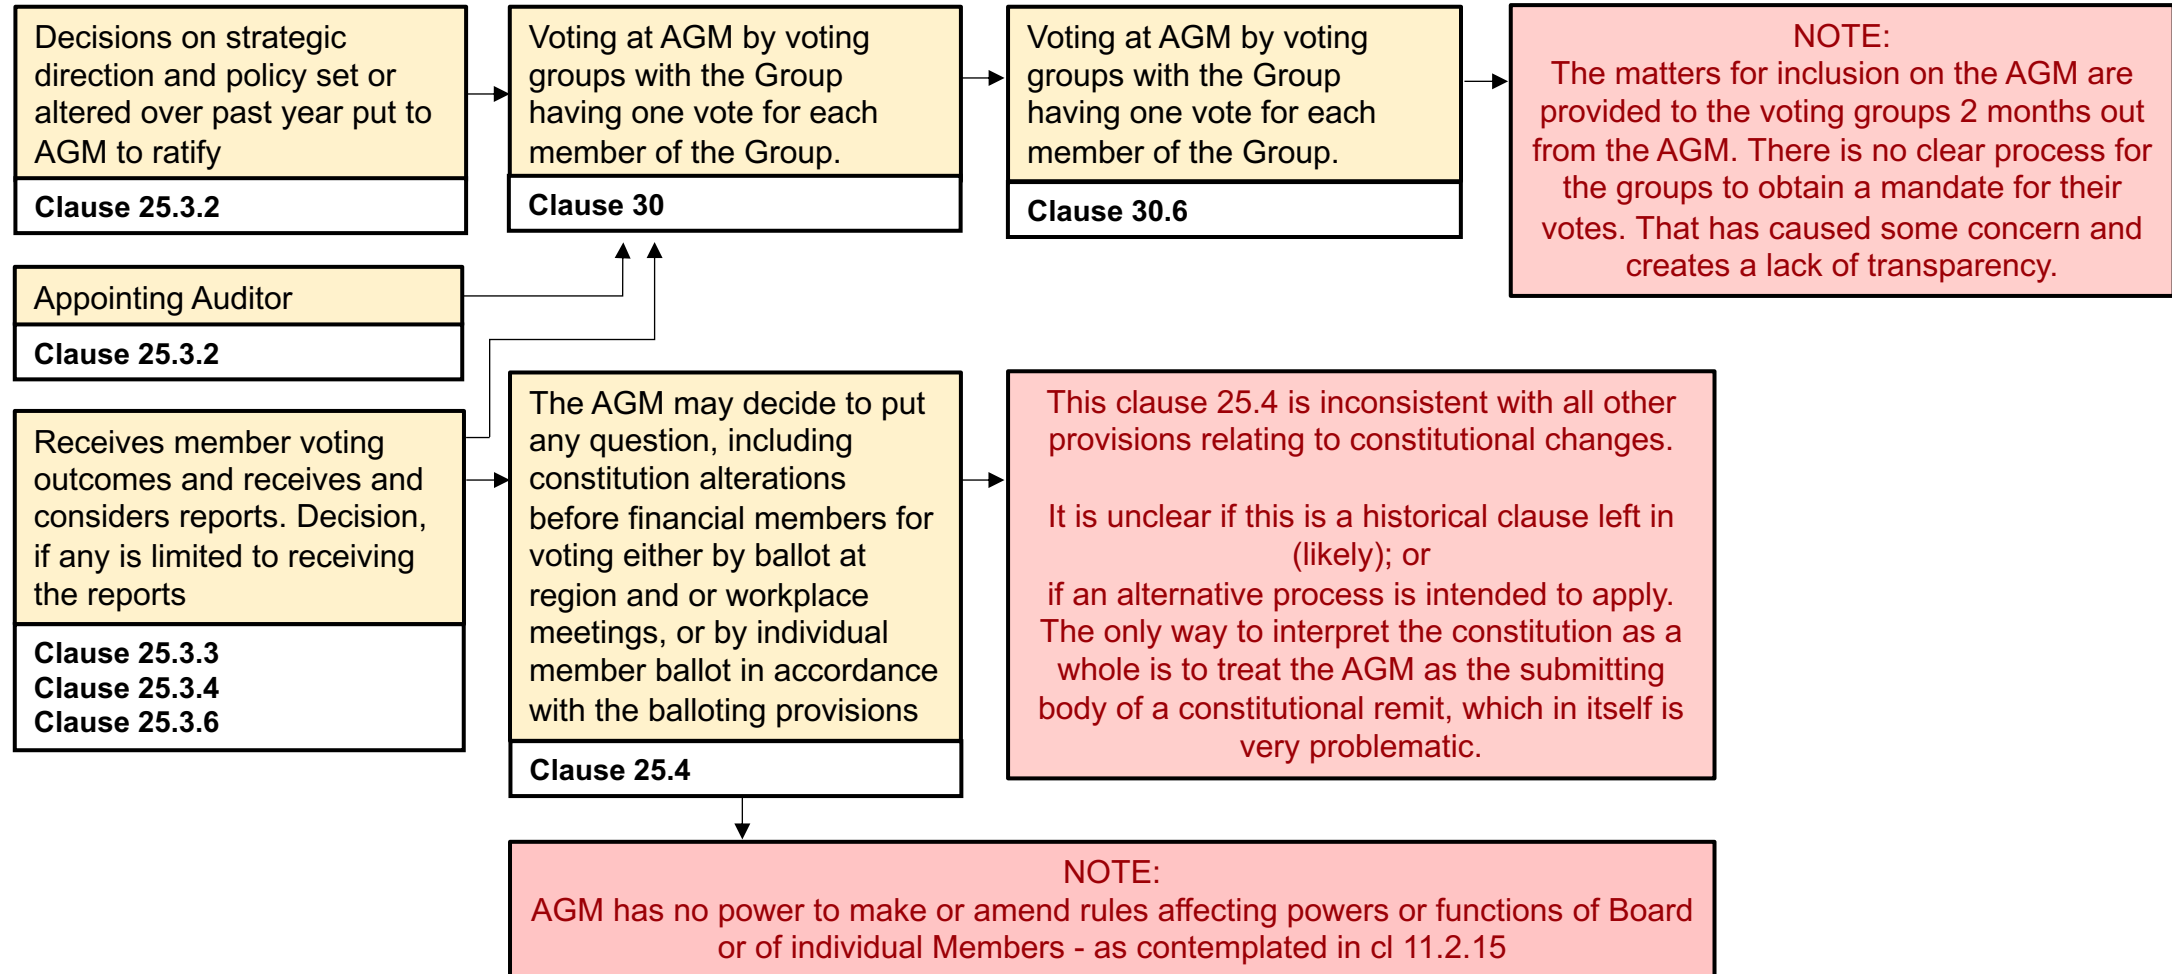 Decisions on strategic
direction and policy set or
altered over past year put to
AGM to ratify
Clause 25.3.2
Voting at AGM by voting
groups with the Group
having one vote for each
member of the Group.
Clause 30
Voting at AGM by voting
groups with the Group
having one vote for each
member of the Group.
Clause 30.6
NOTE:
The matters for inclusion on the AGM are
provided to the voting groups 2 months out
from the AGM. There is no clear process for
the groups to obtain a mandate for their
votes. That has caused some concern and
creates a lack of transparency.
Appointing Auditor
Clause 25.3.2
Receives member voting
outcomes and receives and
considers reports. Decision,
if any is limited to receiving
the reports
Clause 25.3.3
Clause 25.3.4
Clause 25.3.6
The AGM may decide to put
any question, including
constitution alterations
before financial members for
voting either by ballot at
region and or workplace
meetings, or by individual
member ballot in accordance
with the balloting provisions
Clause 25.4
This clause 25.4 is inconsistent with all other
provisions relating to constitutional changes.
It is unclear if this is a historical clause left in
(likely); or
if an alternative process is intended to apply.
The only way to interpret the constitution as a
whole is to treat the AGM as the submitting
body of a constitutional remit, which in itself is
very problematic.
NOTE:
AGM has no power to make or amend rules affecting powers or functions of Board
or of individual Members - as contemplated in cl 11.2.15